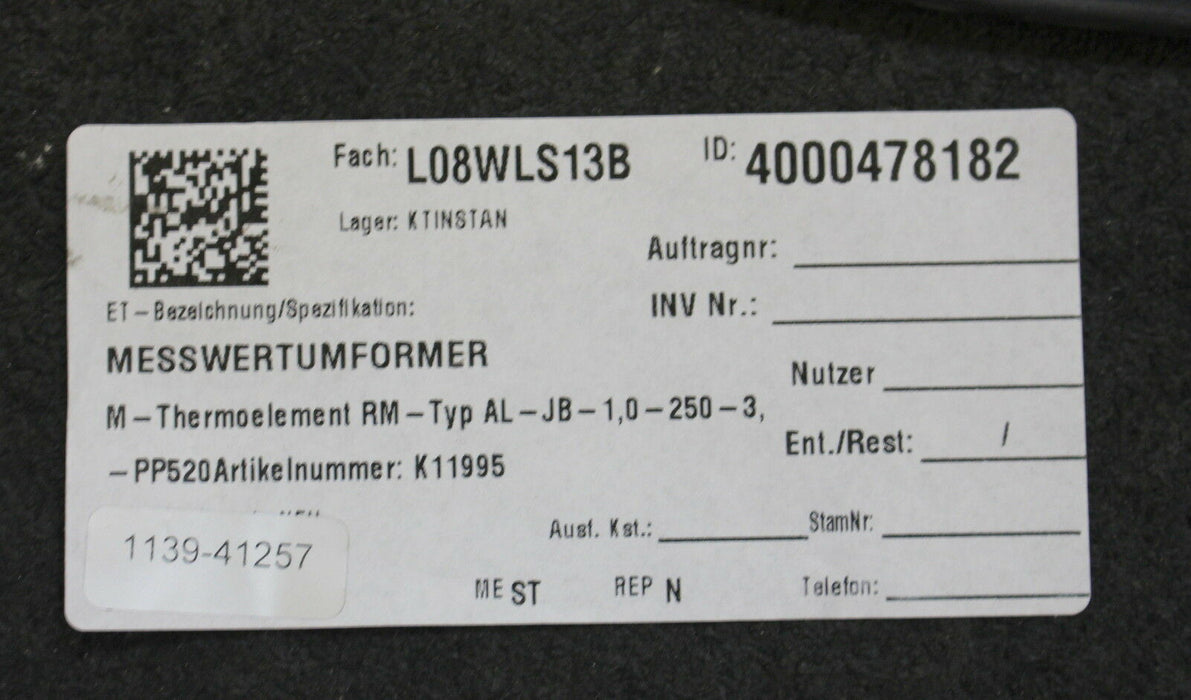 Fach: L08WLS13B ID: 4000478182
Lager: KTINSTAN
Auftragnr:
ET-Bezeichnung/Spezifikation:
INV Nr.:
MESSWERTUMFORMER
Nutzer
M-Thermoelement RM-Typ AL-JB-1,0-250-3,
Ent./Rest: /
-PP520Artikelnummer: K11995
Ausf. Kst.: StamNr:
1139-41257
ME ST REP N Telefon: